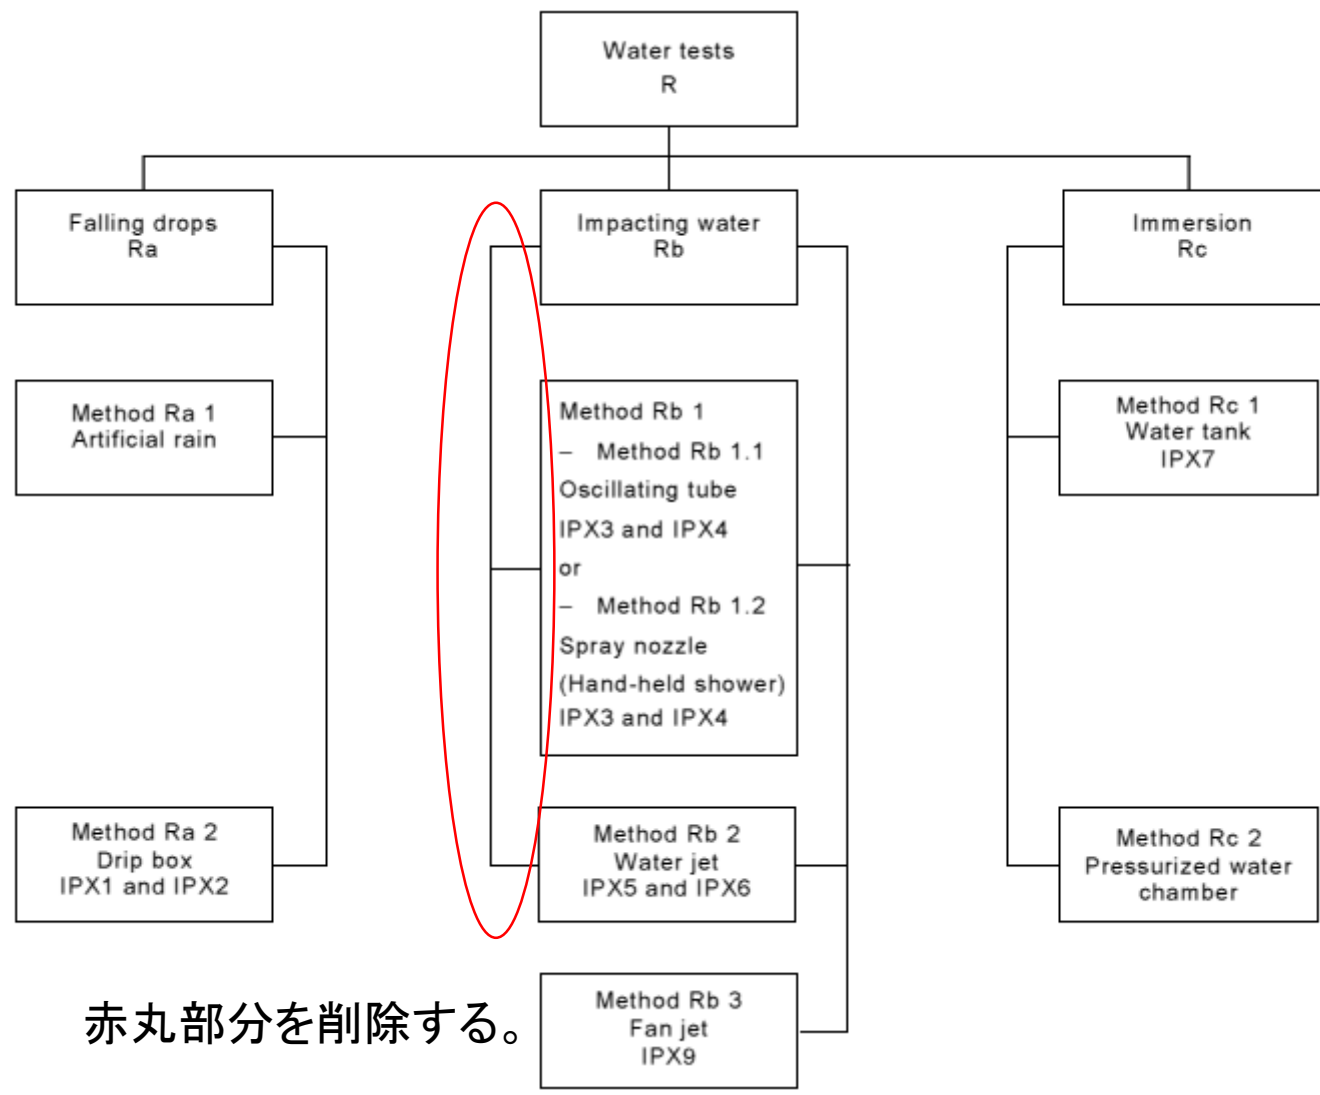 Water tests
R
Falling drops
Ra
Impacting water
Rb
Immersion
Rc
Method Ra 1
Artificial rain
Method Rb 1
– Method Rb 1.1
Oscillating tube
IPX3 and IPX4
or
– Method Rb 1.2
Spray nozzle
(Hand-held shower)
IPX3 and IPX4
Method Rc 1
Water tank
IPX7
Method Ra 2
Drip box
IPX1 and IPX2
Method Rb 2
Water jet
IPX5 and IPX6
Method Rc 2
Pressurized water
chamber
Method Rb 3
Fan jet
IPX9
赤丸部分を削除する。